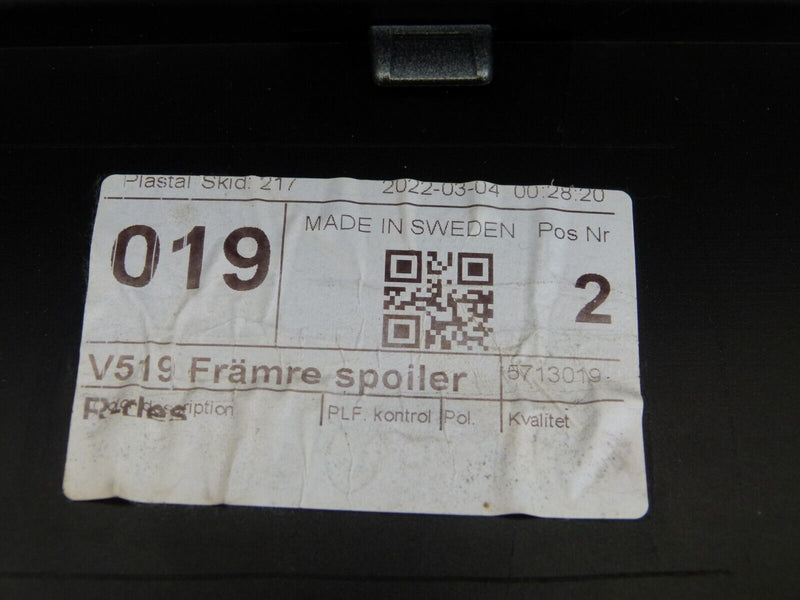 Plastal Skid: 217 2022-03-04 00:28:20
019
MADE IN SWEDEN Pos Nr
2
V519 Främre spoiler 5713019
description PLF. kontrol Pol. Kvalitet